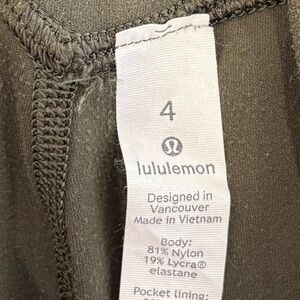 4
lululemon
Designed in
Vancouver
Made in Vietnam
Body:
81% Nylon
19% Lycra®
elastane
Pocket lining: